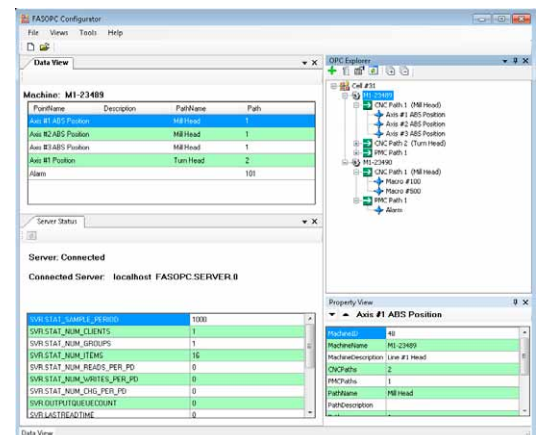 FASOPC Configurator
File Views Tools Help
Data View
Machine: M1-23489
PointName Description PathName Path
Axis #1 ABS Position Mill Head 1
Axis #2 ABS Position Mill Head 1
Axis #3 ABS Position Mill Head 1
Axis #1 Position Turn Head 2
Alarm 101
Server Status
Server: Connected
Connected Server: localhost FASOPC.SERVER.0
SVR.STAT_SAMPLE_PERIOD 1000
SVR.STAT_NUM_CLIENTS 1
SVR.STAT_NUM_GROUPS 1
SVR.STAT_NUM_ITEMS 16
SVR.STAT_NUM_READS_PER_PD 0
SVR.STAT_NUM_WRITES_PER_PD 0
SVR.STAT_NUM_CHG_PER_PD 0
SVR.OUTPUTQUEUECOUNT 0
SVR.LASTREADTIME 0
OPC Explorer
Cell #31
M1-23489
CNC Path 1 (Mill Head)
Axis #1 ABS Position
Axis #2 ABS Position
Axis #3 ABS Position
CNC Path 2 (Turn Head)
PMC Path 1
M1-23490
CNC Path 1 (Mill Head)
Macro #100
Macro #500
PMC Path 1
Alarm
Property View
Axis #1 ABS Position
MachineID 48
MachineName M1-23489
MachineDescription Line #1 Head
CNCPaths 2
PMCPaths 1
PathName Mill Head
PathDescription
Data View